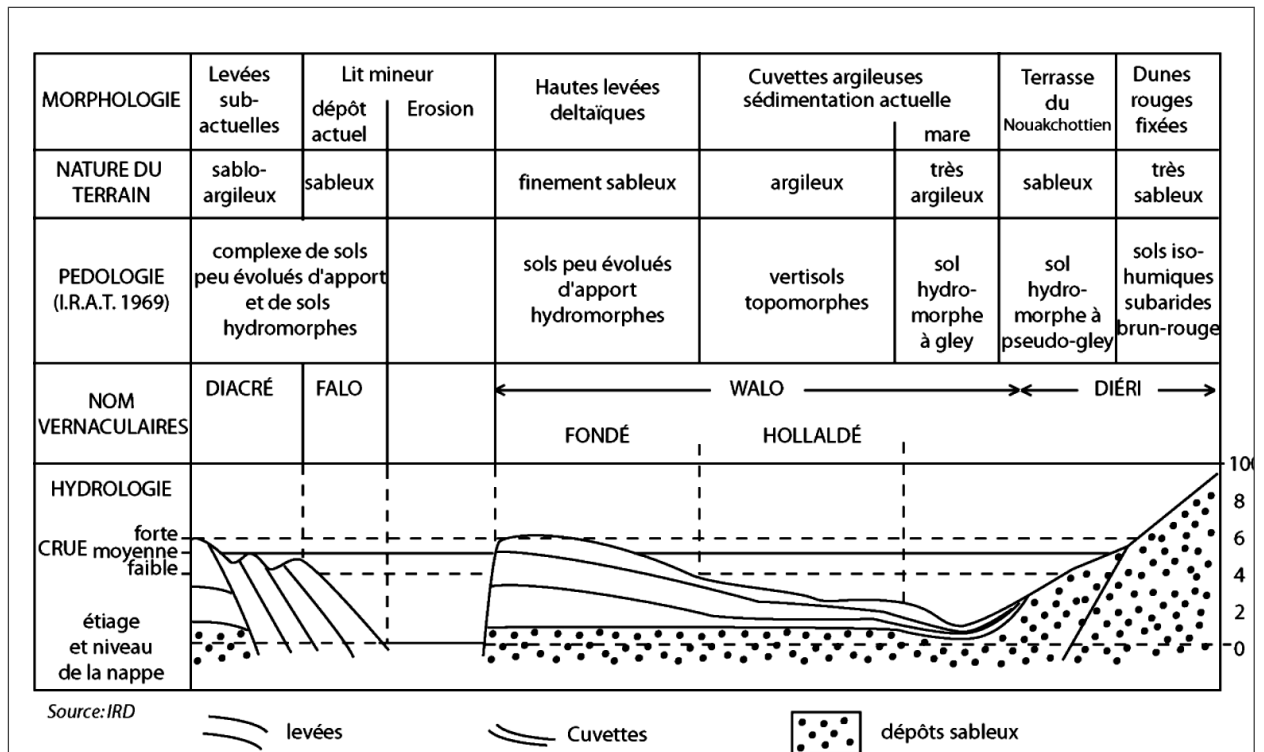 MORPHOLOGIE
Levées
sub-
actuelles
Lit mineur
dépôt
actuel
Erosion
Hautes levées
deltaïques
Cuvettes argileuses
sédimentation actuelle
mare
Terrasse
du
Nouakchottien
Dunes
rouges
fixées
NATURE DU
TERRAIN
sablo-
argileux
sableux
finement sableux
argileux
très
argileux
sableux
très
sableux
PEDOLOGIE
(I.R.A.T. 1969)
complexe de sols
peu évolués d'apport
et de sols
hydromorphes
sols peu évolués
d'apport
hydromorphes
vertisols
topomorphes
sol
hydro-
morphe
à gley
sol
hydro-
morphe à
pseudo-gley
sols iso-
humiques
subarides
brun-rouge
NOM
VERNACULAIRES
DIACRÉ
FALO
WALO
DIÉRI
FONDÉ
HOLLALDÉ
HYDROLOGIE
CRUE
forte
moyenne
faible
étiage
et niveau
de la nappe
8
6
4
2
0
Source: IRD
levées
Cuvettes
dépôts sableux